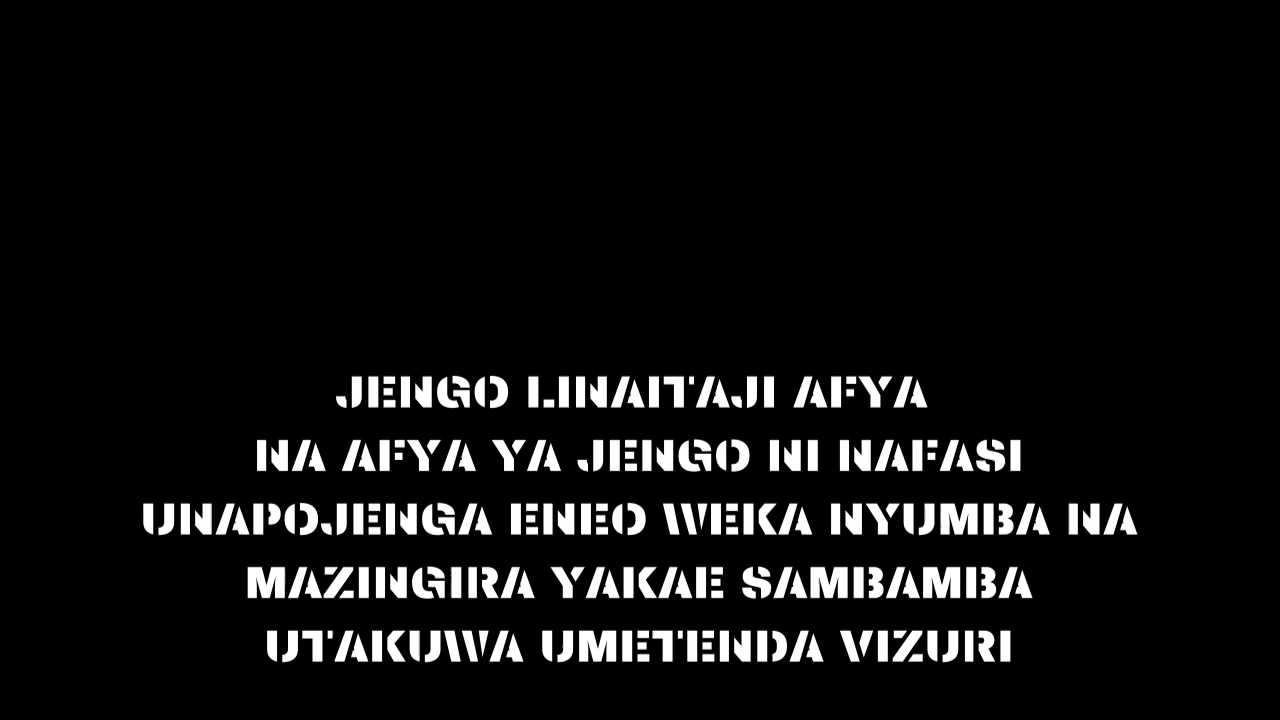 JENGO LINAITAJI AFYA
NA AFYA YA JENGO NI NAFASI
UNAPOJENGA ENEO WEKA NYUMBA NA
MAZINGIRA YAKAE SAMBAMBA
UTAKUWA UMETENDA VIZURI